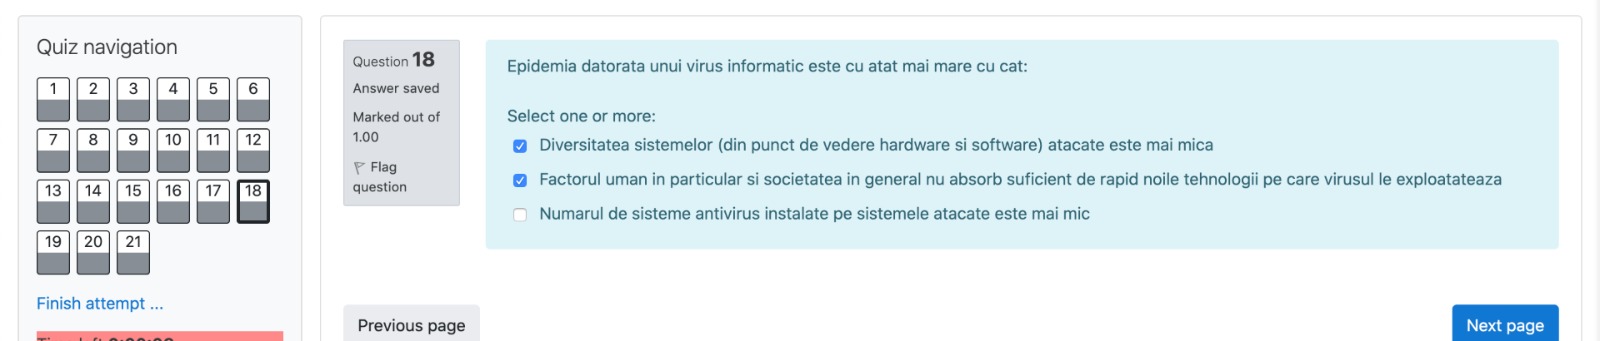 Quiz navigation
1 2 3 4 5 6
7 8 9 10 11 12
13 14 15 16 17 18
19 20 21
Finish attempt ...
Question 18
Answer saved
Marked out of
1.00
Flag
question
Epidemia datorata unui virus informatic este cu atat mai mare cu cat:
Select one or more:
Diversitatea sistemelor (din punct de vedere hardware si software) atacate este mai mica
Factorul uman in particular si societatea in general nu absorb suficient de rapid noile tehnologii pe care virusul le exploatateaza
Numarul de sisteme antivirus instalate pe sistemele atacate este mai mic
Previous page
Next page